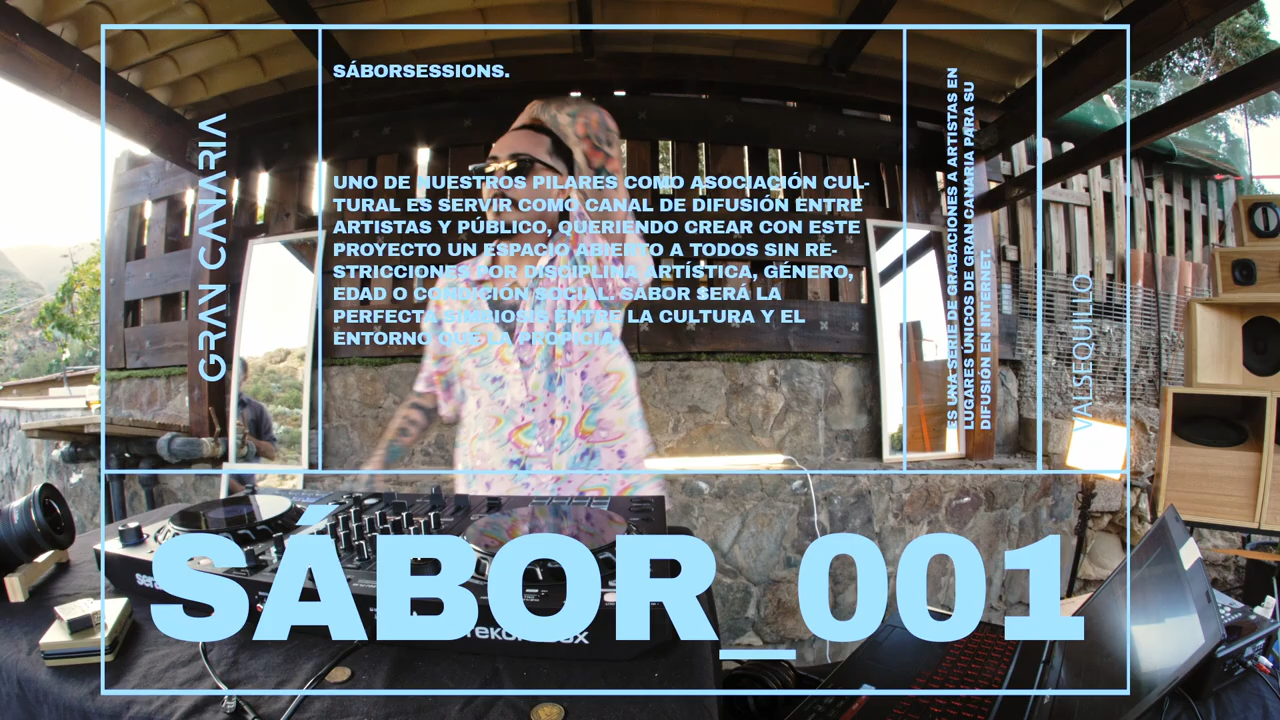 SÁBORSESSIONS.
GRAN CANARIA
UNO DE NUESTROS PILARES COMO ASOCIACIÓN CUL-
TURAL ES SERVIR COMO CANAL DE DIFUSIÓN ENTRE
ARTISTAS Y PÚBLICO, QUERIENDO CREAR CON ESTE
PROYECTO UN ESPACIO ABIERTO A TODOS SIN RE-
STRICCIONES POR DISCIPLINA ARTÍSTICA, GÉNERO,
EDAD O CONDICIÓN SOCIAL. SÁBOR SERÁ LA
PERFECTA SIMBIOSIS ENTRE LA CULTURA Y EL
ENTORNO QUE LA PROPICIA.
ES UNA SERIE DE GRABACIONES A ARTISTAS EN
LUGARES ÚNICOS DE GRAN CANARIA PARA SU
DIFUSIÓN EN INTERNET.
VALSEQUILLO
SÁBOR_001